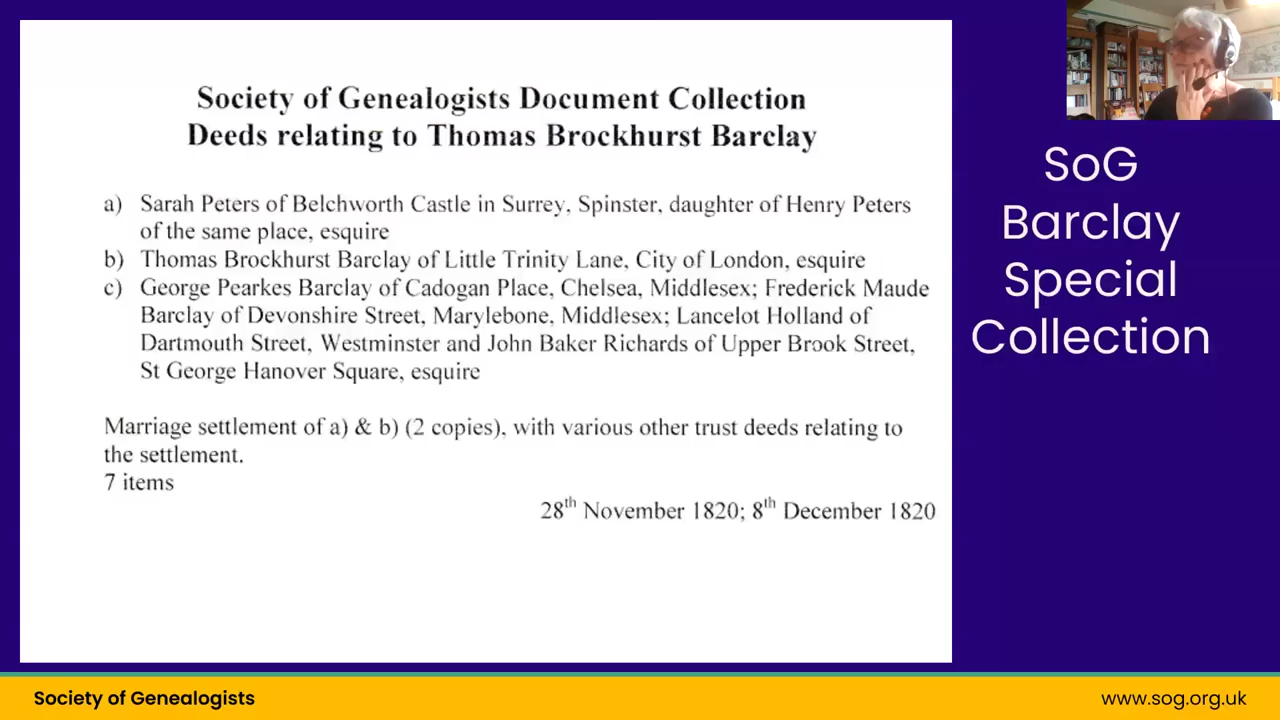 Society of Genealogists Document Collection
Deeds relating to Thomas Brockhurst Barclay
a) Sarah Peters of Belchworth Castle in Surrey, Spinster, daughter of Henry Peters
of the same place, esquire
b) Thomas Brockhurst Barclay of Little Trinity Lane, City of London, esquire
c) George Pearkes Barclay of Cadogan Place, Chelsea, Middlesex; Frederick Maude
Barclay of Devonshire Street, Marylebone, Middlesex; Lancelot Holland of
Dartmouth Street, Westminster and John Baker Richards of Upper Brook Street,
St George Hanover Square, esquire
Marriage settlement of a) & b) (2 copies), with various other trust deeds relating to
the settlement.
7 items
28th November 1820; 8th December 1820
SoG
Barclay
Special
Collection
Society of Genealogists
www.sog.org.uk